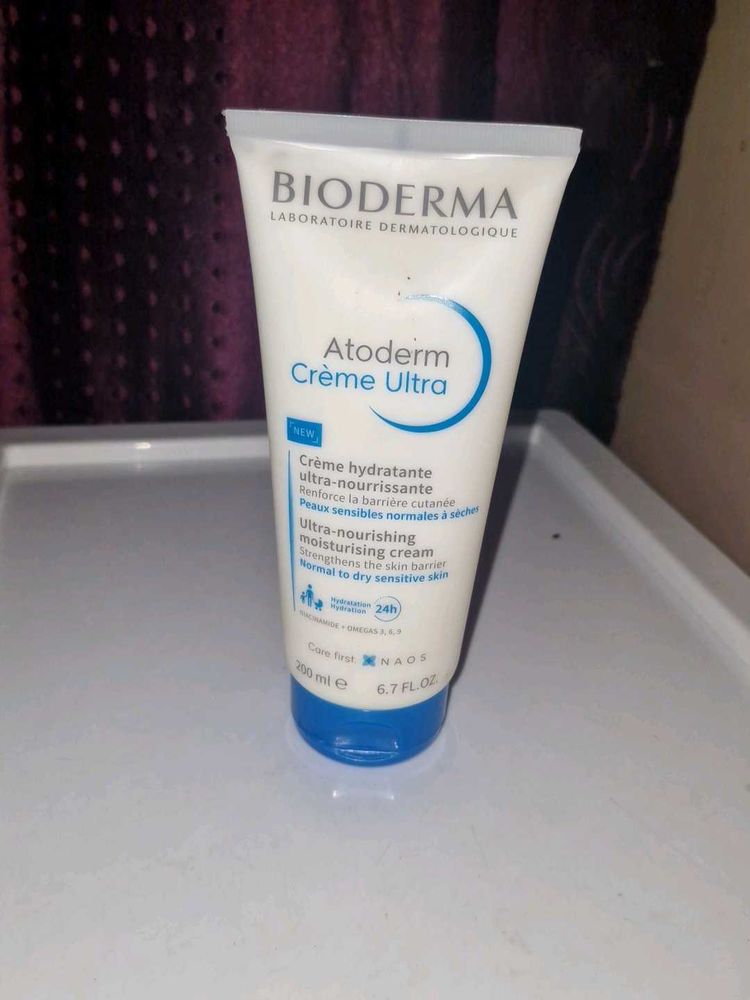 BIODERMA
LABORATOIRE DERMATOLOGIQUE
Atoderm
Crème Ultra
NEW
Crème hydratante
ultra-nourrissante
Renforce la barrière cutanée
Peaux sensibles normales à sèches
Ultra-nourishing
moisturising cream
Strengthens the skin barrier
Normal to dry sensitive skin
Hydratation
Hydration
24h
NIACINAMIDE + OMEGAS 3, 6, 9
Care first NAOS
200 ml e 6.7 FL.OZ.